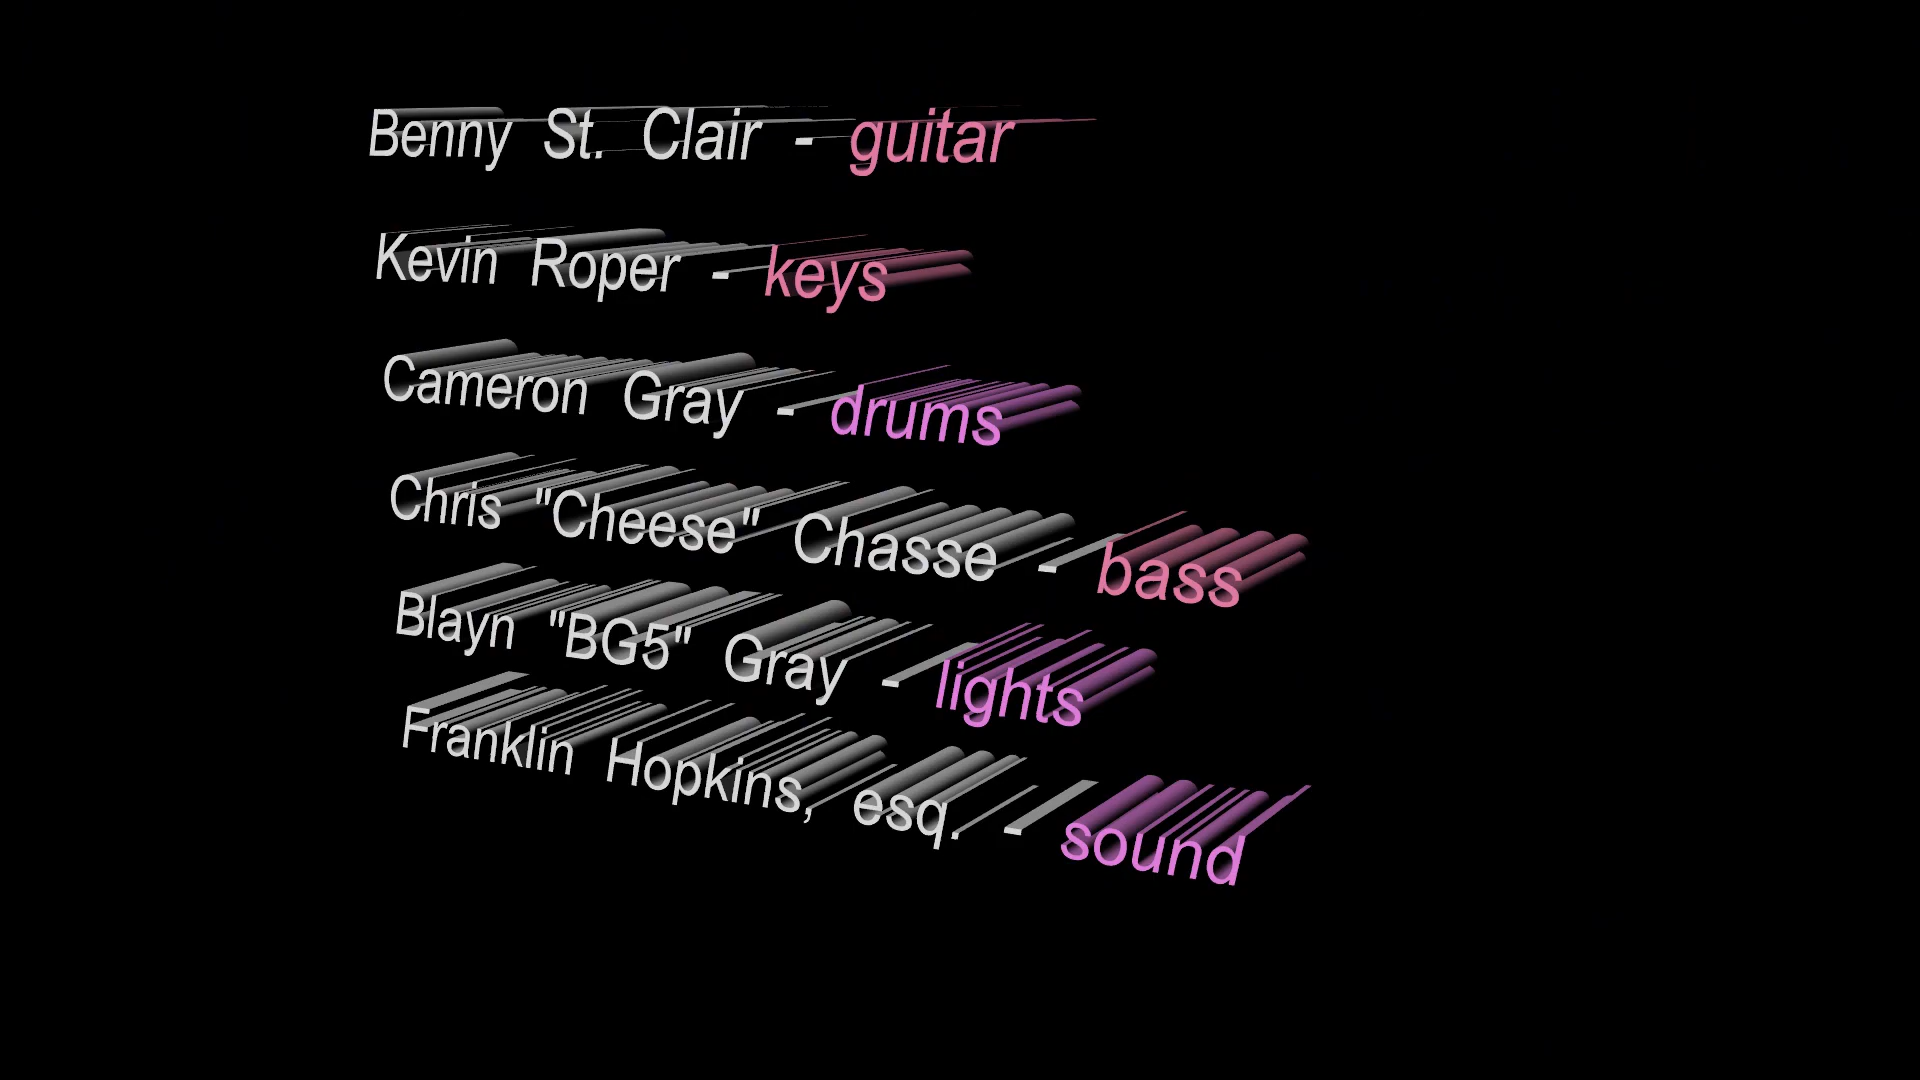 Benny St. Clair - guitar
Kevin Roper - keys
Cameron Gray - drums
Chris "Cheese" Chasse - bass
Blayn "BG5" Gray - lights
Franklin Hopkins, esq. - sound